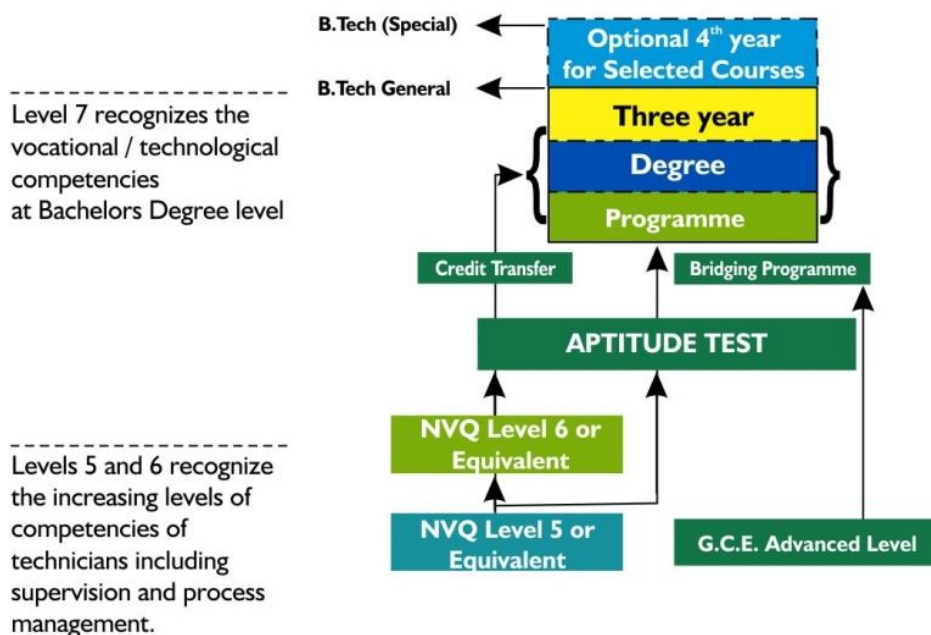 B.Tech (Special)
Optional 4th year
for Selected Courses
B.Tech General
Level 7 recognizes the
vocational / technological
competencies
at Bachelors Degree level
Three year
Degree
Programme
Credit Transfer
Bridging Programme
APTITUDE TEST
NVQ Level 6 or
Equivalent
Levels 5 and 6 recognize
the increasing levels of
competencies of
technicians including
supervision and process
management.
NVQ Level 5 or
Equivalent
G.C.E. Advanced Level